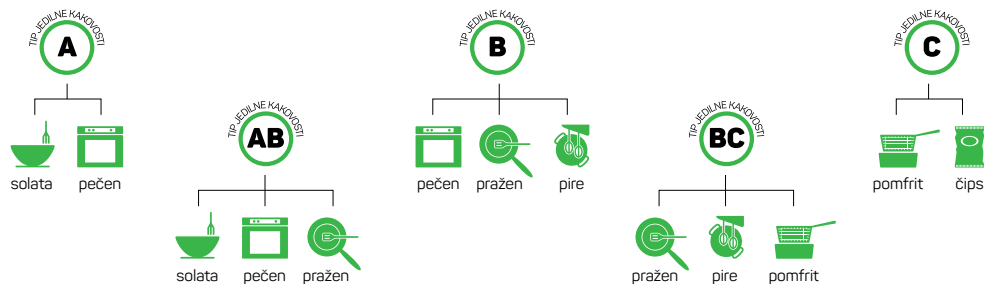 TIP JEDILNE KAKOVOSTI
A
solata pečen
TIP JEDILNE KAKOVOSTI
AB
solata pečen pražen
TIP JEDILNE KAKOVOSTI
B
pečen pražen pire
TIP JEDILNE KAKOVOSTI
BC
pražen pire pomfrit
TIP JEDILNE KAKOVOSTI
C
pomfrit čips